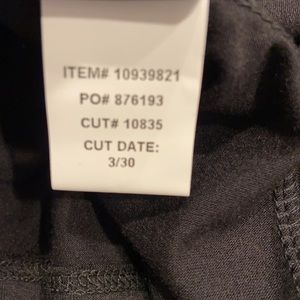 ITEM# 10939821
PO# 876193
CUT# 10835
CUT DATE:
3/30